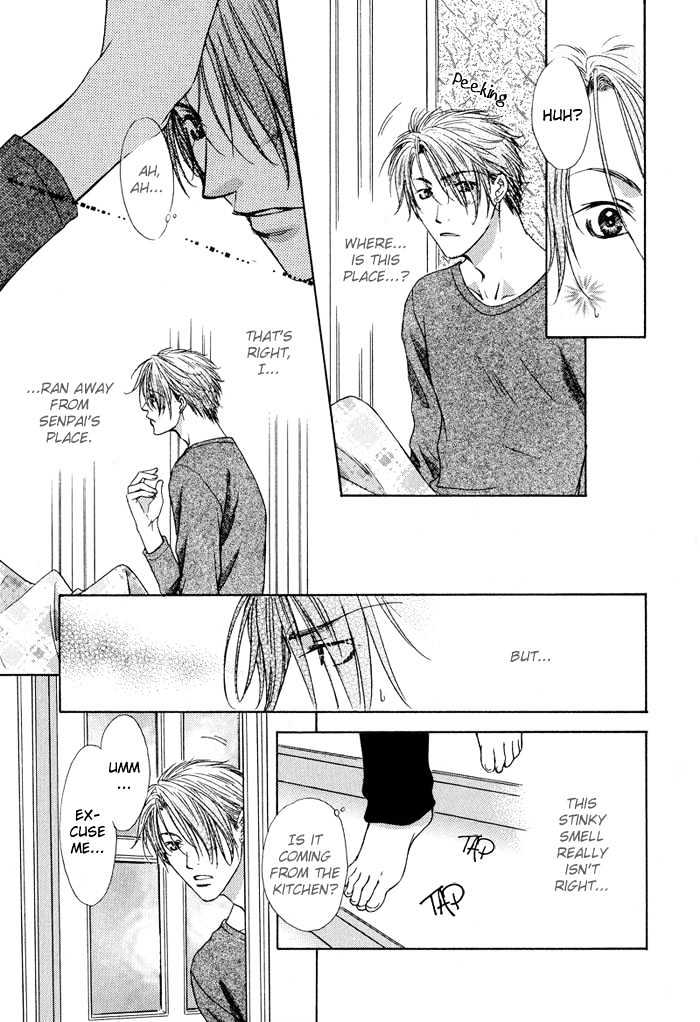 HUH?
Peeking
WHERE...
IS THIS
PLACE...?
AH,
AH...
THAT'S
RIGHT,
I...
...RAN AWAY
FROM
SENPAI'S
PLACE.
BUT...
THIS
STINKY
SMELL
REALLY
ISN'T
RIGHT...
TAP
TAP
IS IT
COMING
FROM THE
KITCHEN?
UMM
...
EX-
CUSE
ME...